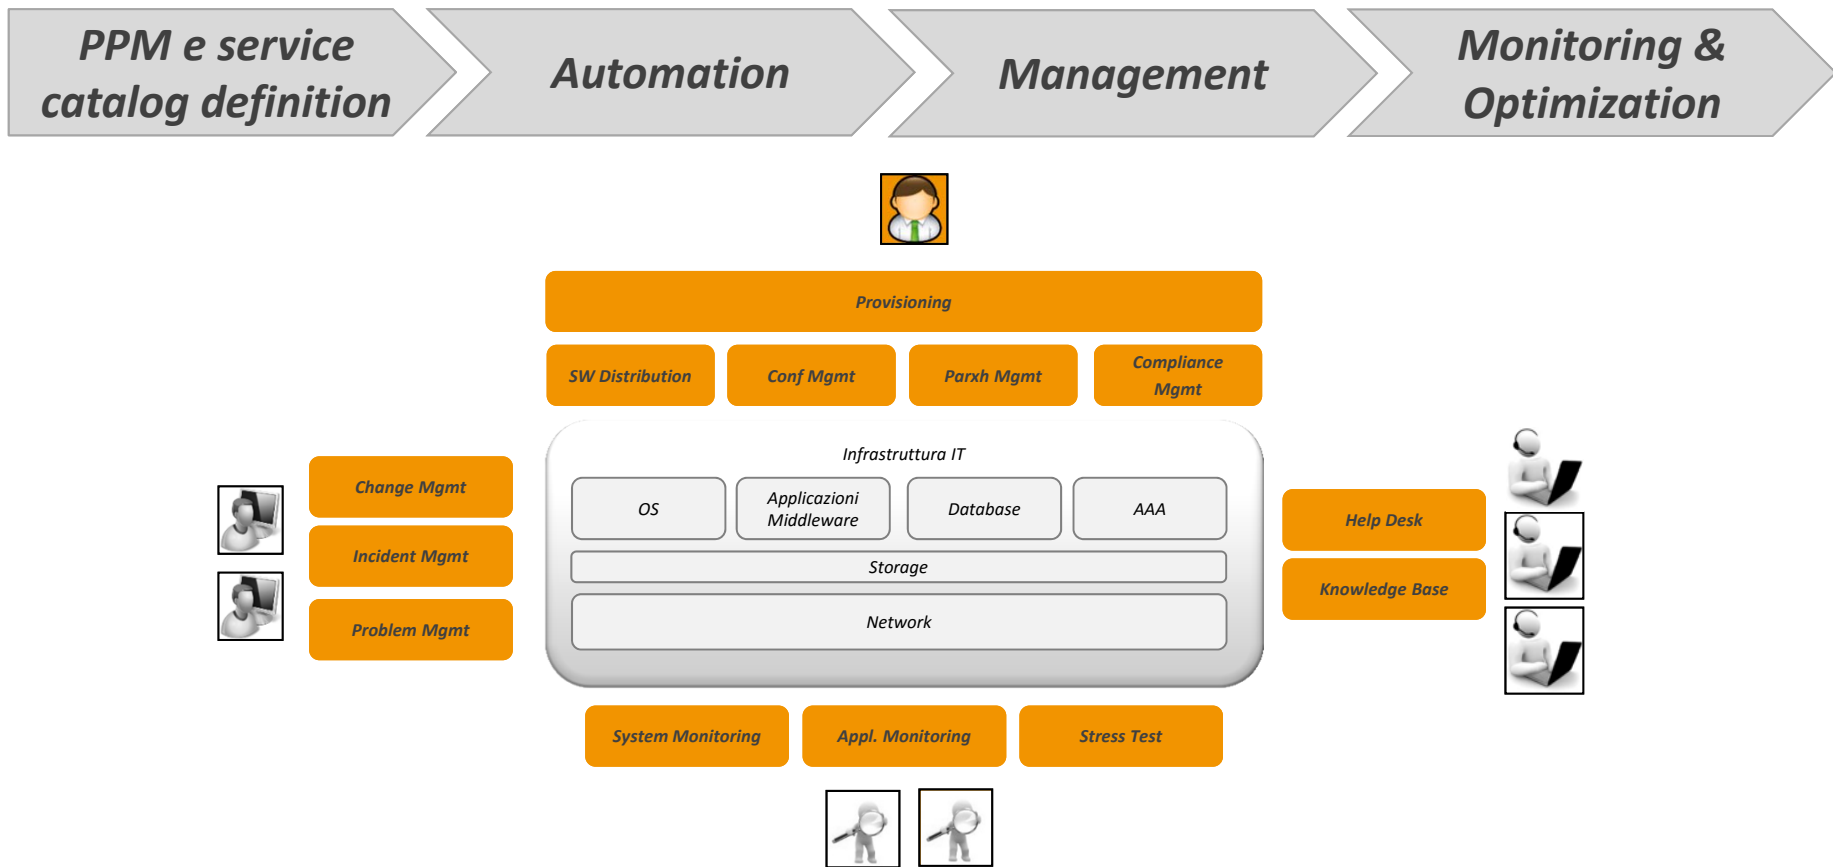 PPM e service
catalog definition
Automation
Management
Monitoring &
Optimization
Provisioning
SW Distribution
Conf Mgmt
Parxh Mgmt
Compliance
Mgmt
Infrastruttura IT
OS
Applicazioni
Middleware
Database
AAA
Storage
Network
Change Mgmt
Incident Mgmt
Problem Mgmt
Help Desk
Knowledge Base
System Monitoring
Appl. Monitoring
Stress Test